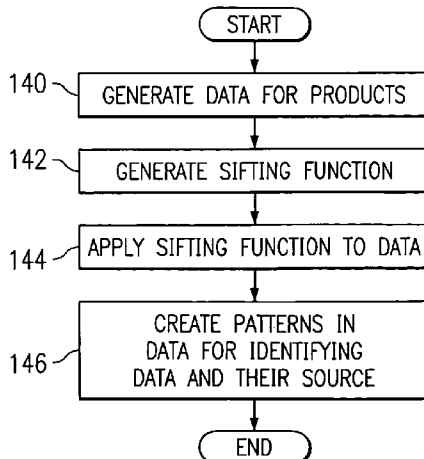 START
140
GENERATE DATA FOR PRODUCTS
142
GENERATE SIFTING FUNCTION
144
APPLY SIFTING FUNCTION TO DATA
146
CREATE PATTERNS IN
DATA FOR IDENTIFYING
DATA AND THEIR SOURCE
END